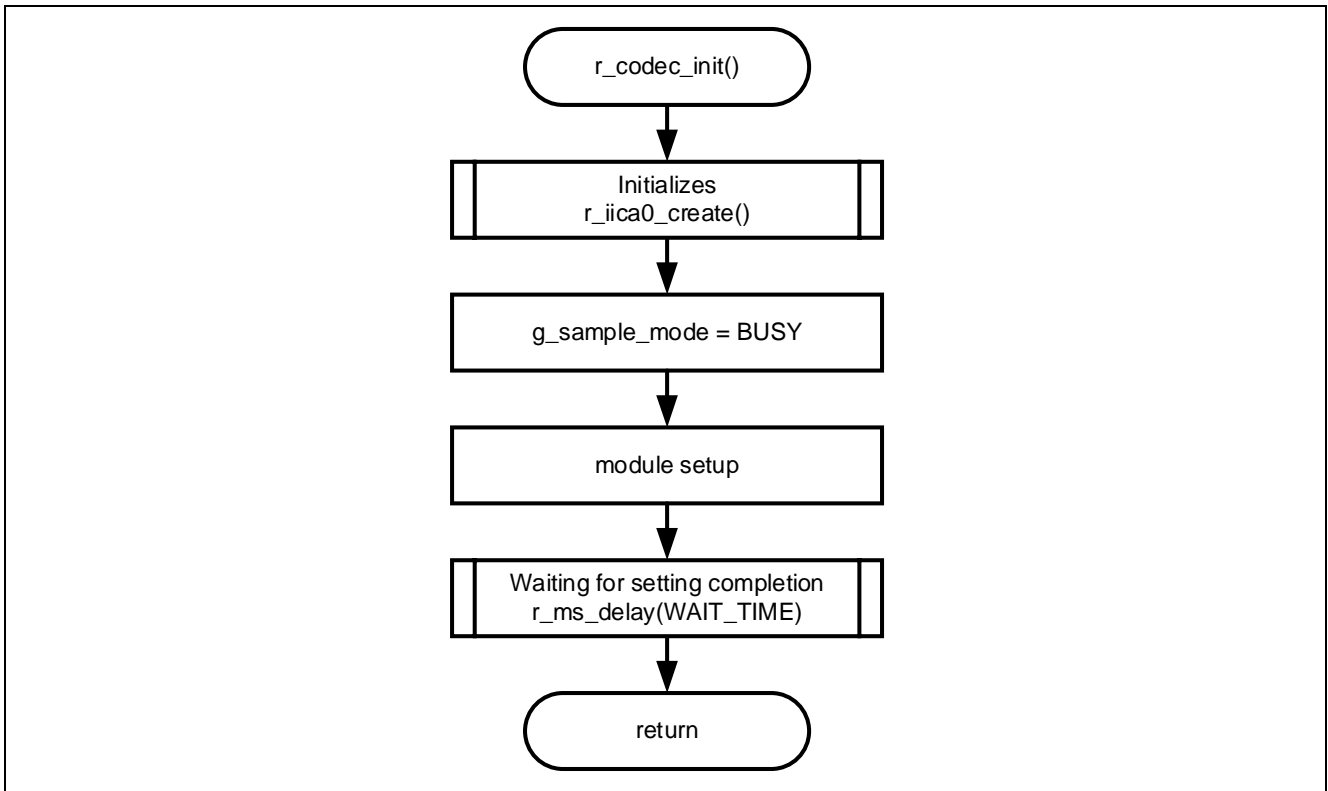 r_codec_init()
Initializes
r_iica0_create()
g_sample_mode = BUSY
module setup
Waiting for setting completion
r_ms_delay(WAIT_TIME)
return